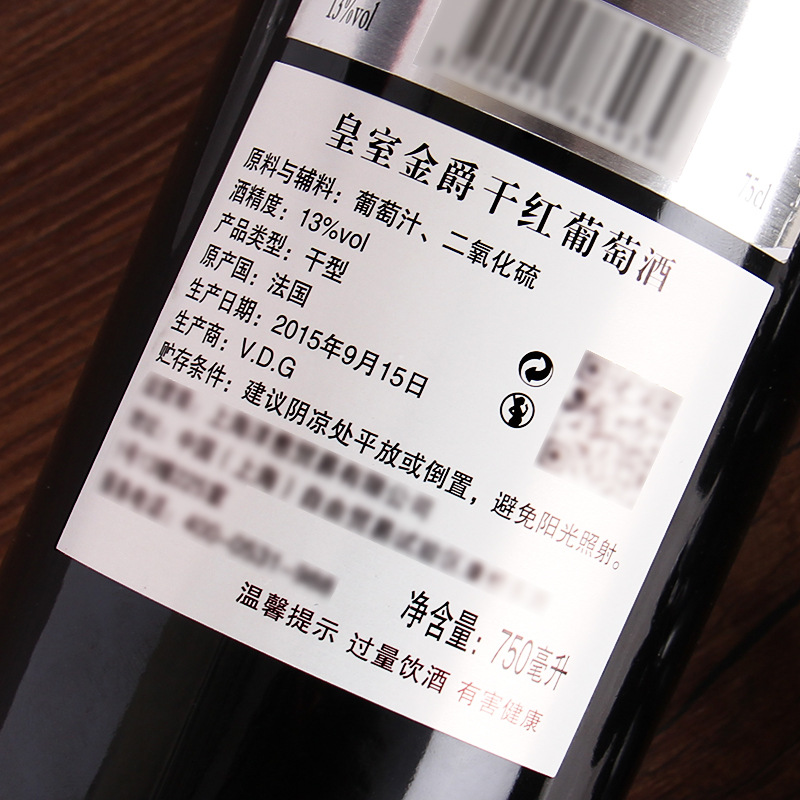 13%vol
75cl
皇室金爵干红葡萄酒
原料与辅料：葡萄汁、二氧化硫
酒精度：13%vol
产品类型：干型
原产国：法国
生产日期：2015年9月15日
生产商：V.D.G
贮存条件：建议阴凉处平放或倒置，避免阳光照射。
净含量：750毫升
温馨提示 过量饮酒 有害健康